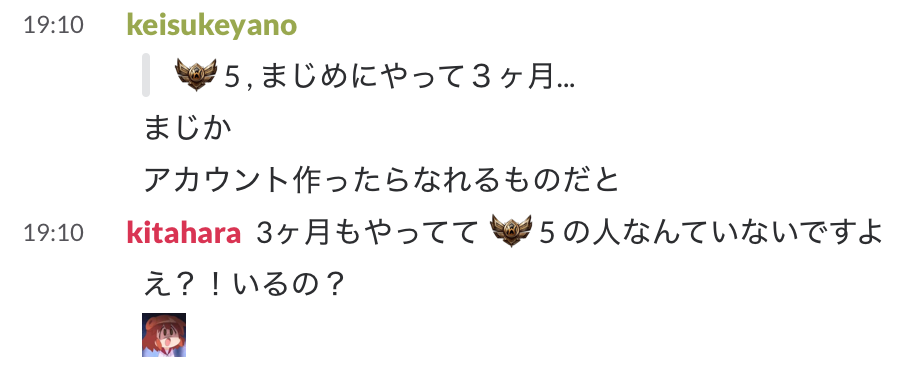 19:10 keisukeyano
5 , まじめにやって３ヶ月...
まじか
アカウント作ったらなれるものだと
19:10 kitahara 3ヶ月もやってて 5 の人なんていないですよ
え？！いるの？